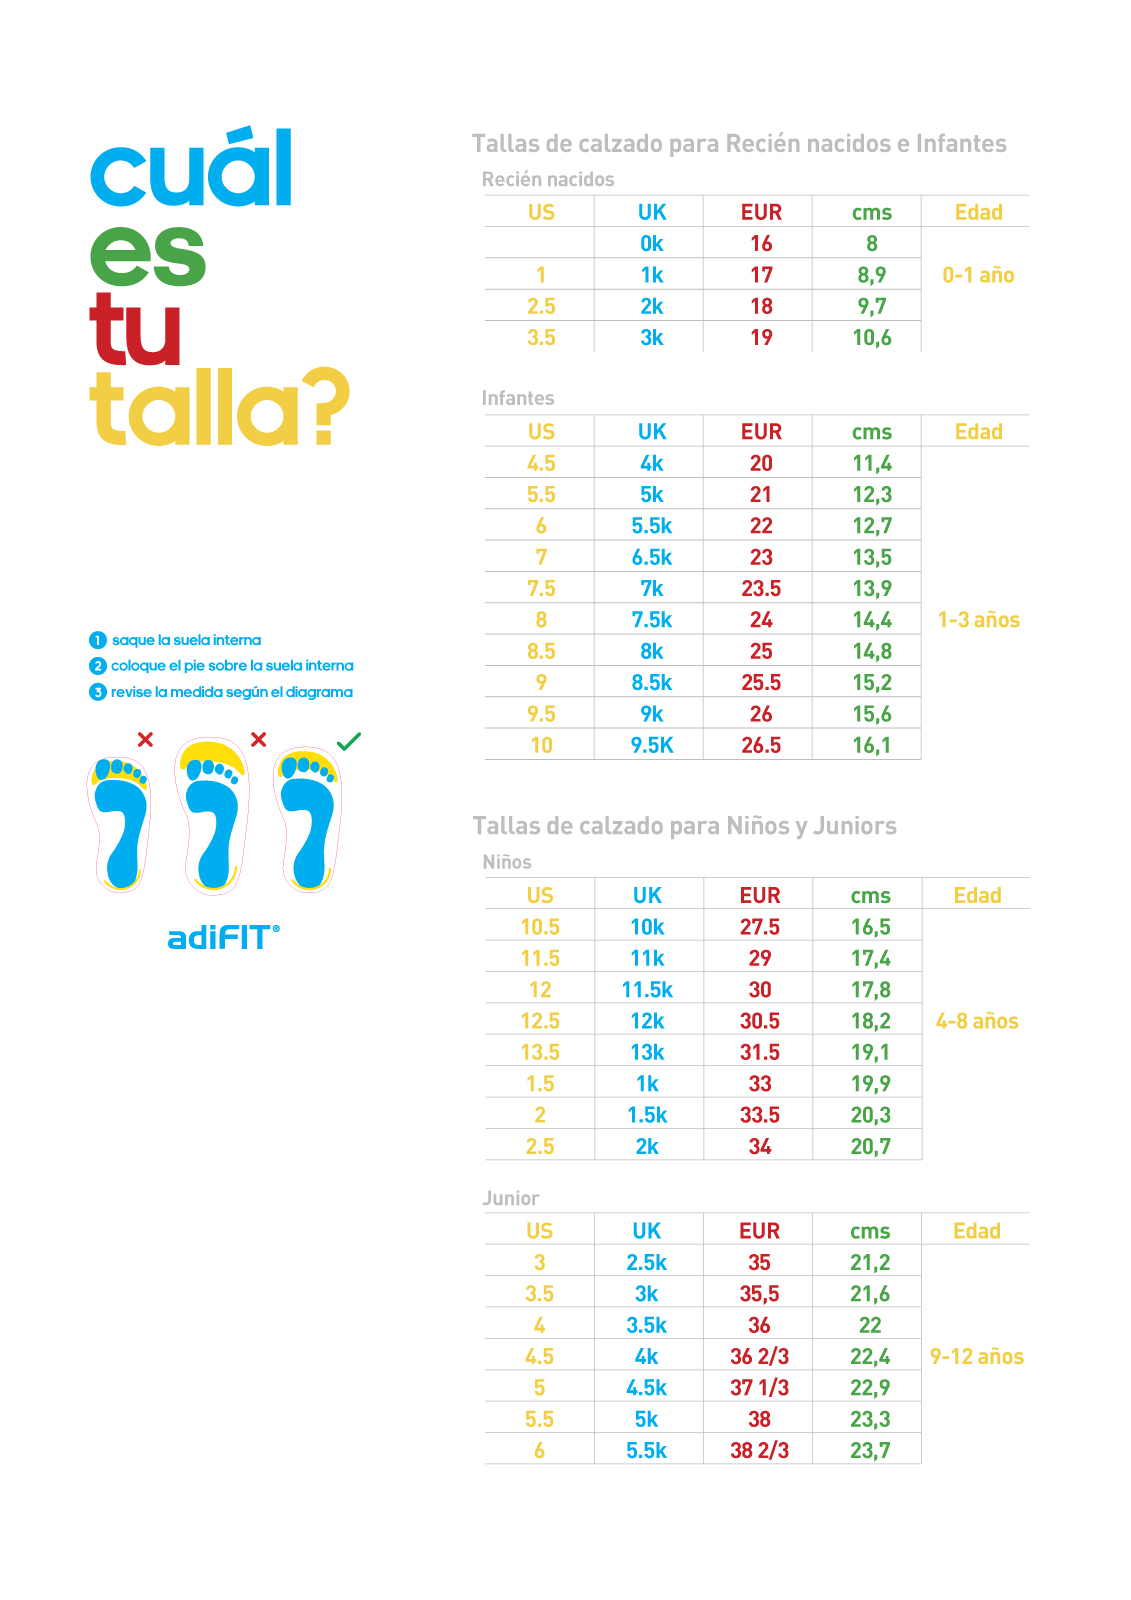 cuál
es
tu
talla?
1 saque la suela interna
2 coloque el pie sobre la suela interna
3 revise la medida según el diagrama
adiFIT®
Tallas de calzado para Recién nacidos e Infantes
Recién nacidos
US UK EUR cms Edad
0k 16 8
1 1k 17 8,9 0-1 año
2.5 2k 18 9,7
3.5 3k 19 10,6
Infantes
US UK EUR cms Edad
4.5 4k 20 11,4
5.5 5k 21 12,3
6 5.5k 22 12,7
7 6.5k 23 13,5
7.5 7k 23.5 13,9
8 7.5k 24 14,4 1-3 años
8.5 8k 25 14,8
9 8.5k 25.5 15,2
9.5 9k 26 15,6
10 9.5K 26.5 16,1
Tallas de calzado para Niños y Juniors
Niños
US UK EUR cms Edad
10.5 10k 27.5 16,5
11.5 11k 29 17,4
12 11.5k 30 17,8
12.5 12k 30.5 18,2 4-8 años
13.5 13k 31.5 19,1
1.5 1k 33 19,9
2 1.5k 33.5 20,3
2.5 2k 34 20,7
Junior
US UK EUR cms Edad
3 2.5k 35 21,2
3.5 3k 35,5 21,6
4 3.5k 36 22
4.5 4k 36 2/3 22,4 9-12 años
5 4.5k 37 1/3 22,9
5.5 5k 38 23,3
6 5.5k 38 2/3 23,7